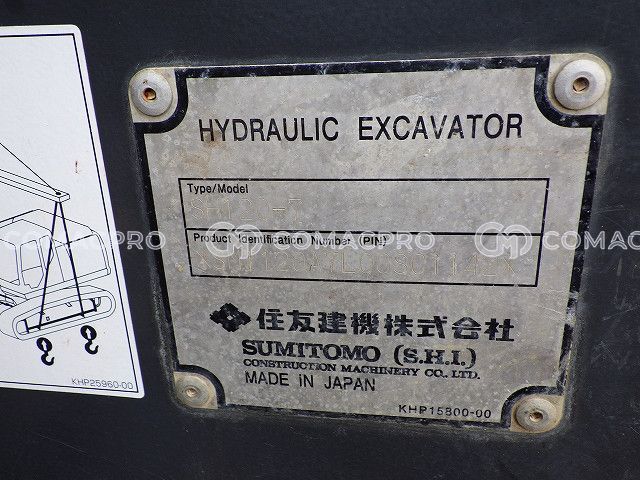 HYDRAULIC EXCAVATOR
Type/Model
Product Identification Number (PIN)
COMACPRO
COMACPRO
COMACPRO
住友建機株式会社
SUMITOMO (S.H.I.)
CONSTRUCTION MACHINERY CO., LTD.
MADE IN JAPAN
KHP15800-00
KHP25960-00